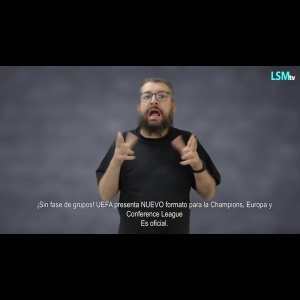 LSMtv
¡Sin fase de grupos! UEFA presenta NUEVO formato para la Champions, Europa y
Conference League
Es oficial.